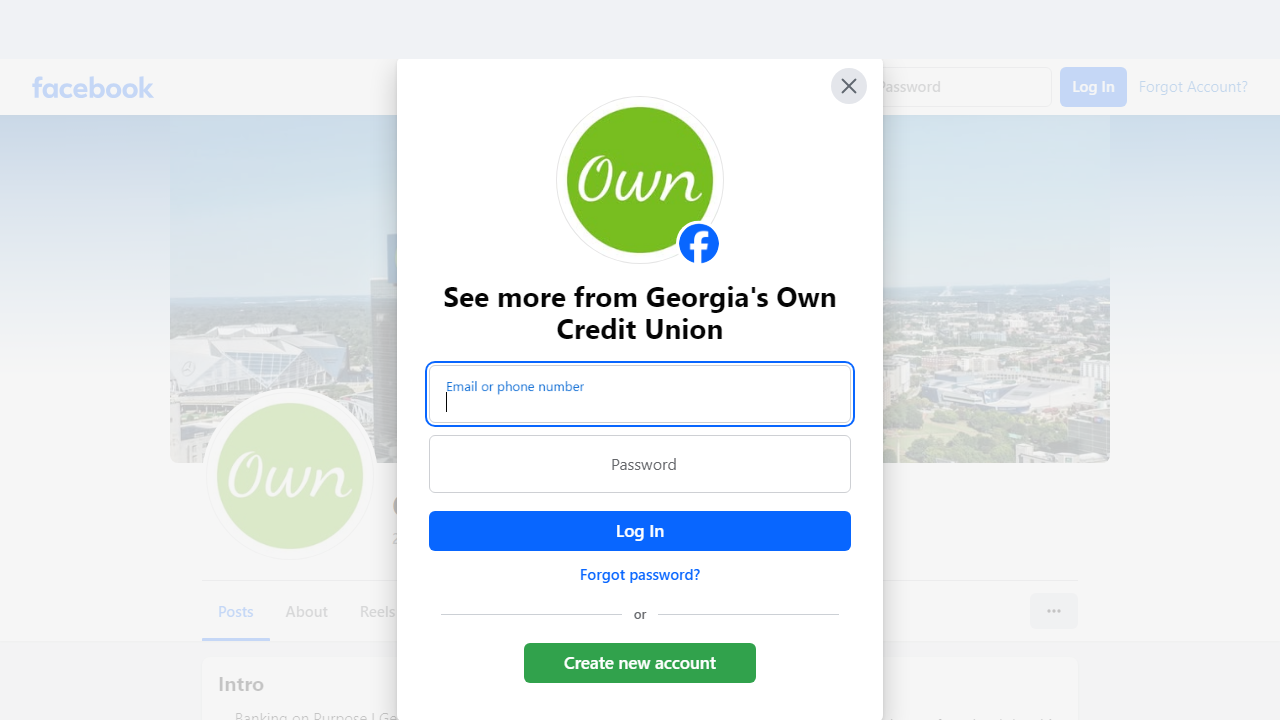 facebook
Password
Log In
Forgot Account?
Own
See more from Georgia's Own
Credit Union
Email or phone number
Password
Log In
Forgot password?
or
Create new account
Own
Posts
About
Reels
Intro
Banking on Purpose | Ge